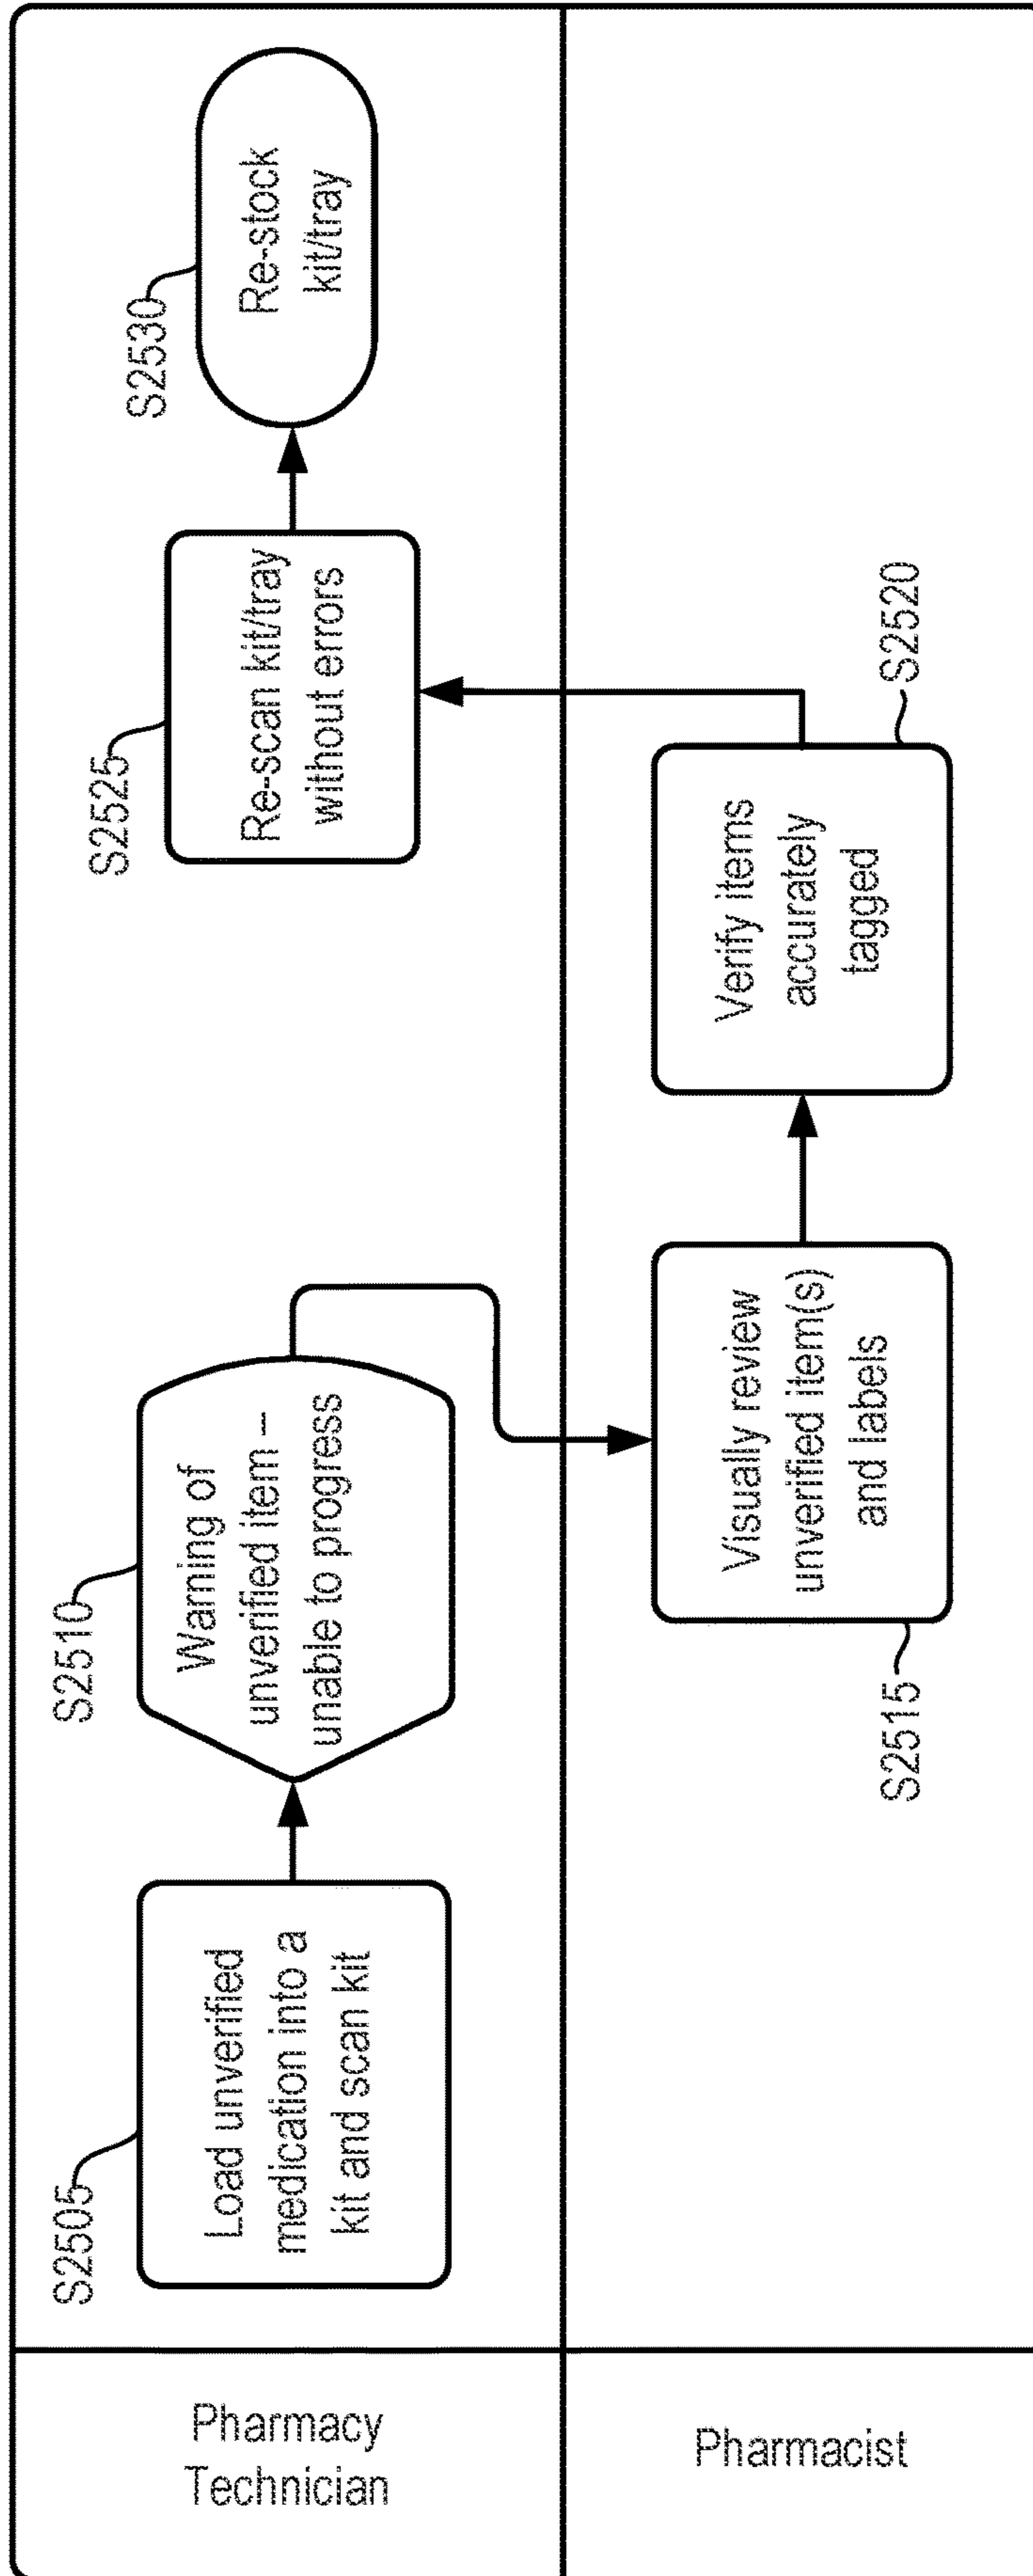 Pharmacy
Technician
S2505
Load unverified
medication into a
kit and scan kit
S2510
Warning of
unverified item –
unable to progress
S2525
Re-scan kit/tray
without errors
S2530
Re-stock
kit/tray
Pharmacist
Visually review
unverified item(s)
and labels
S2515
Verify items
accurately
tagged
S2520